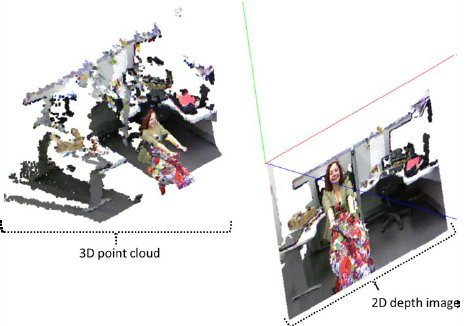 3D point cloud
2D depth image